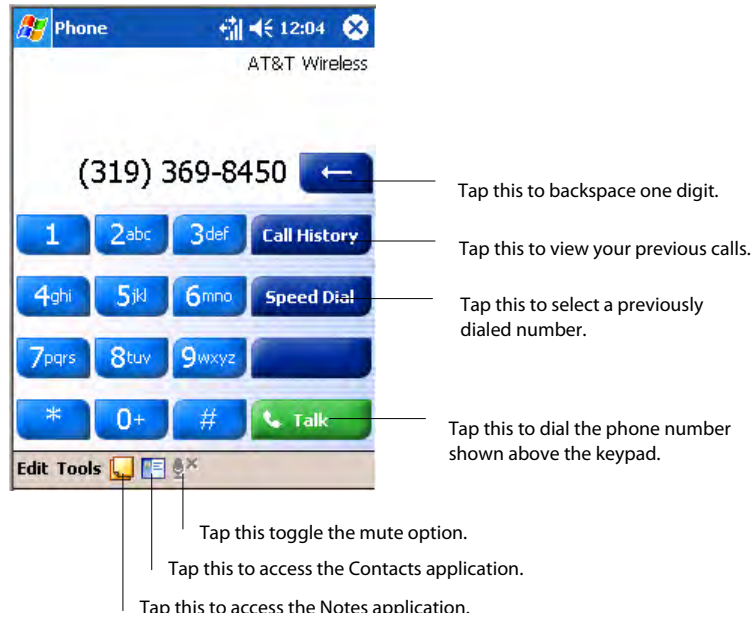 Phone 12:04
AT&T Wireless
(319) 369-8450
Tap this to backspace one digit.
1 2abc 3def Call History
Tap this to view your previous calls.
4ghi 5jkl 6mno Speed Dial
Tap this to select a previously
dialed number.
7pqrs 8tuv 9wxyz
* 0+ # Talk
Tap this to dial the phone number
shown above the keypad.
Edit Tools
Tap this toggle the mute option.
Tap this to access the Contacts application.
Tap this to access the Notes application.